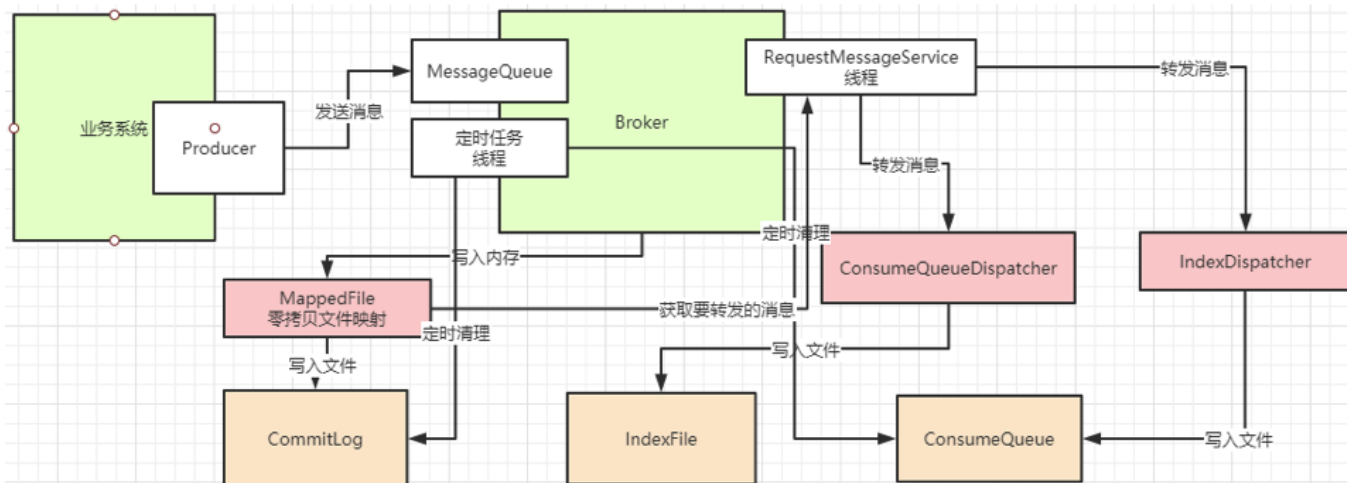 业务系统
Producer
发送消息
MessageQueue
定时任务
线程
Broker
RequestMessageService
线程
转发消息
转发消息
写入内存
定时清理
ConsumeQueueDispatcher
IndexDispatcher
MappedFile
零拷贝文件映射
获取要转发的消息
定时清理
写入文件
写入文件
CommitLog
IndexFile
ConsumeQueue
写入文件